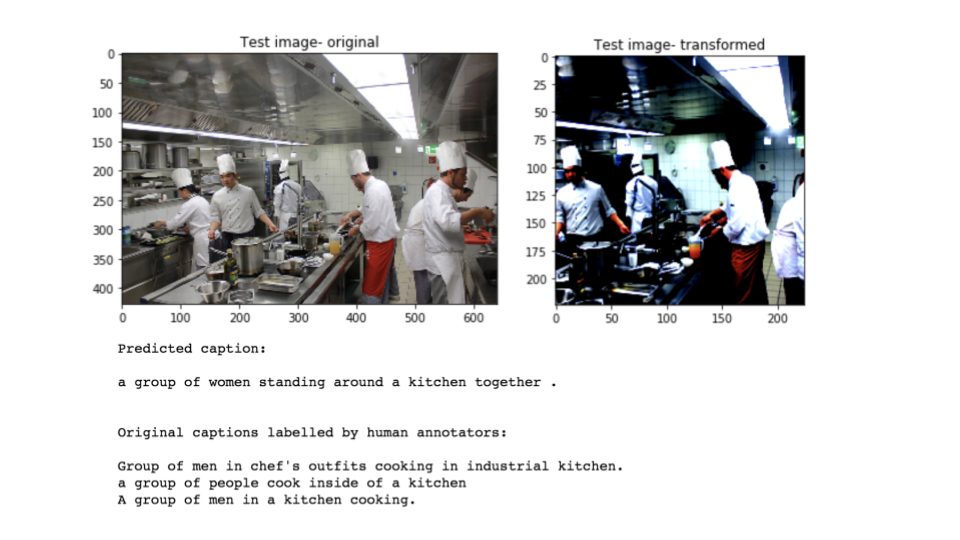 Test image- original
Test image- transformed
0
50
100
150
200
250
300
350
400
0 100 200 300 400 500 600
0
25
50
75
100
125
150
175
200
0 50 100 150 200
Predicted caption:
a group of women standing around a kitchen together .
Original captions labelled by human annotators:
Group of men in chef's outfits cooking in industrial kitchen.
a group of people cook inside of a kitchen
A group of men in a kitchen cooking.